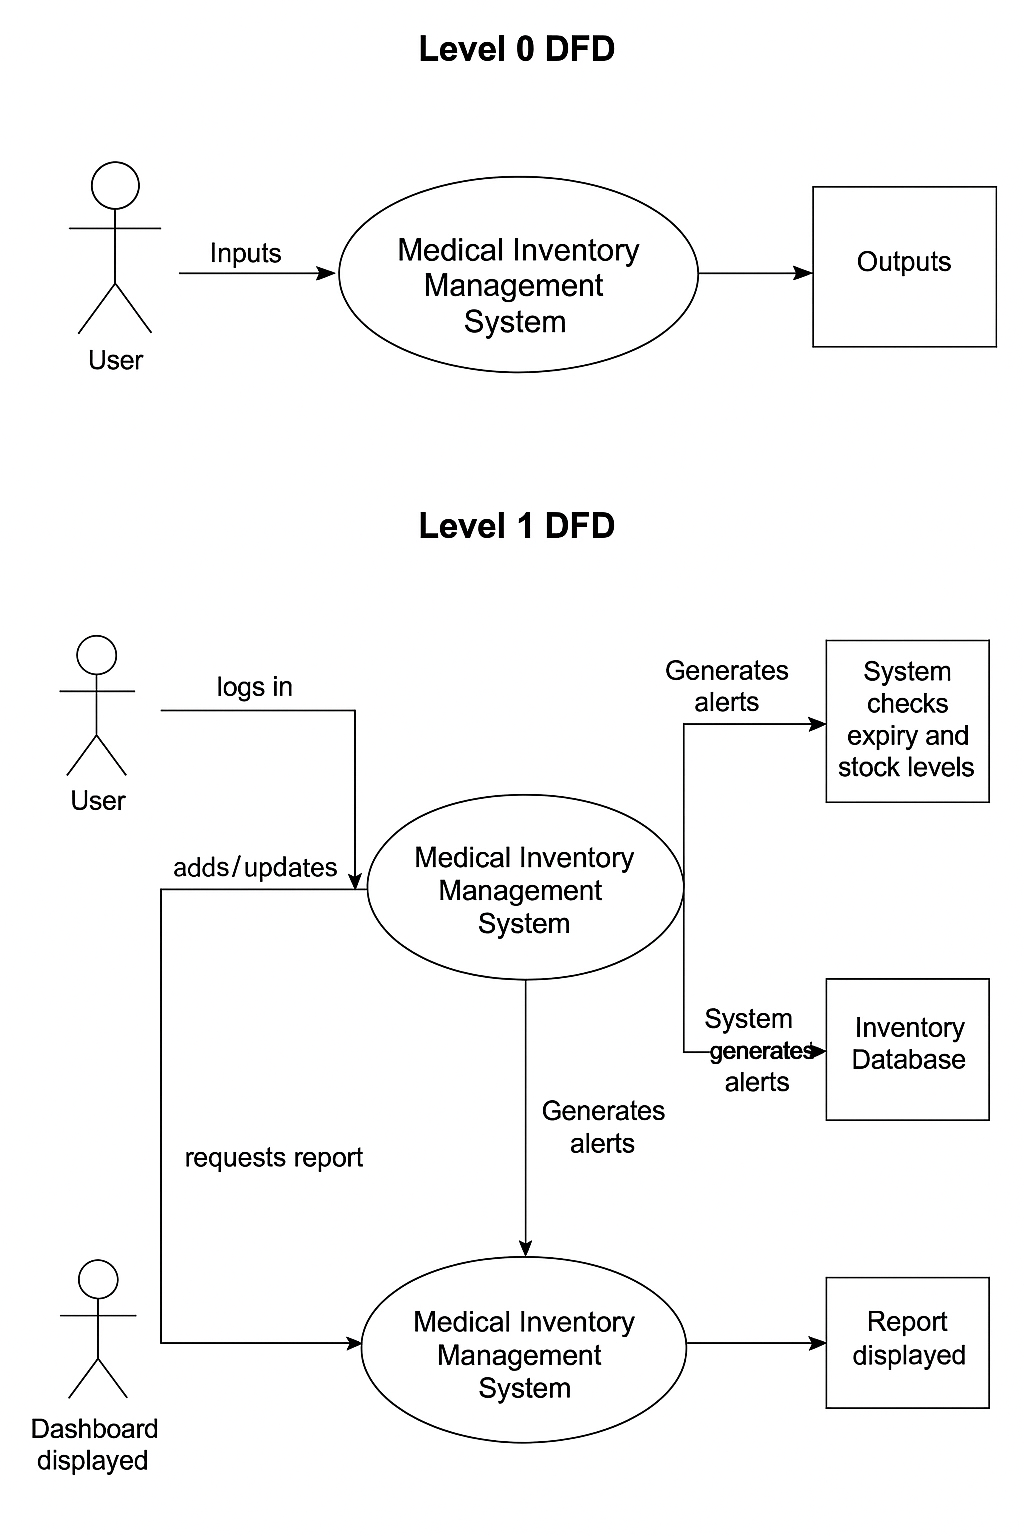 Level 0 DFD
Inputs
Medical Inventory
Management
System
Outputs
User
Level 1 DFD
logs in
Generates
alerts
System
checks
expiry and
stock levels
User
adds/updates
Medical Inventory
Management
System
System
generates
alerts
Inventory
Database
Generates
alerts
requests report
Medical Inventory
Management
System
Report
displayed
Dashboard
displayed